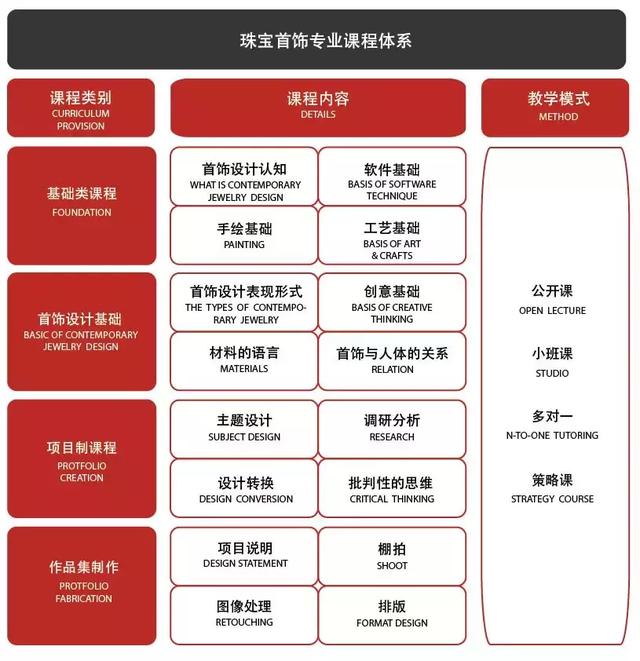 珠宝首饰专业课程体系
课程类别
CURRICULUM
PROVISION
课程内容
DETAILS
教学模式
METHOD
基础类课程
FOUNDATION
首饰设计认知
WHAT IS CONTEMPORARY
JEWELRY DESIGN
软件基础
BASIS OF SOFTWARE
TECHNIQUE
手绘基础
PAINTING
工艺基础
BASIS OF ART
& CRAFTS
首饰设计基础
BASIC OF CONTEMPORARY
JEWELRY DESIGN
首饰设计表现形式
THE TYPES OF CONTEMPO-
RARY JEWELRY
创意基础
BASIS OF CREATIVE
THINKING
材料的语言
MATERIALS
首饰与人体的关系
RELATION
项目制课程
PROTFOLIO
CREATION
主题设计
SUBJECT DESIGN
调研分析
RESEARCH
设计转换
DESIGN CONVERSION
批判性的思维
CRITICAL THINKING
作品集制作
PROTFOLIO
FABRICATION
项目说明
DESIGN STATEMENT
棚拍
SHOOT
图像处理
RETOUCHING
排版
FORMAT DESIGN
公开课
OPEN LECTURE
小班课
STUDIO
多对一
N-TO-ONE TUTORING
策略课
STRATEGY COURSE